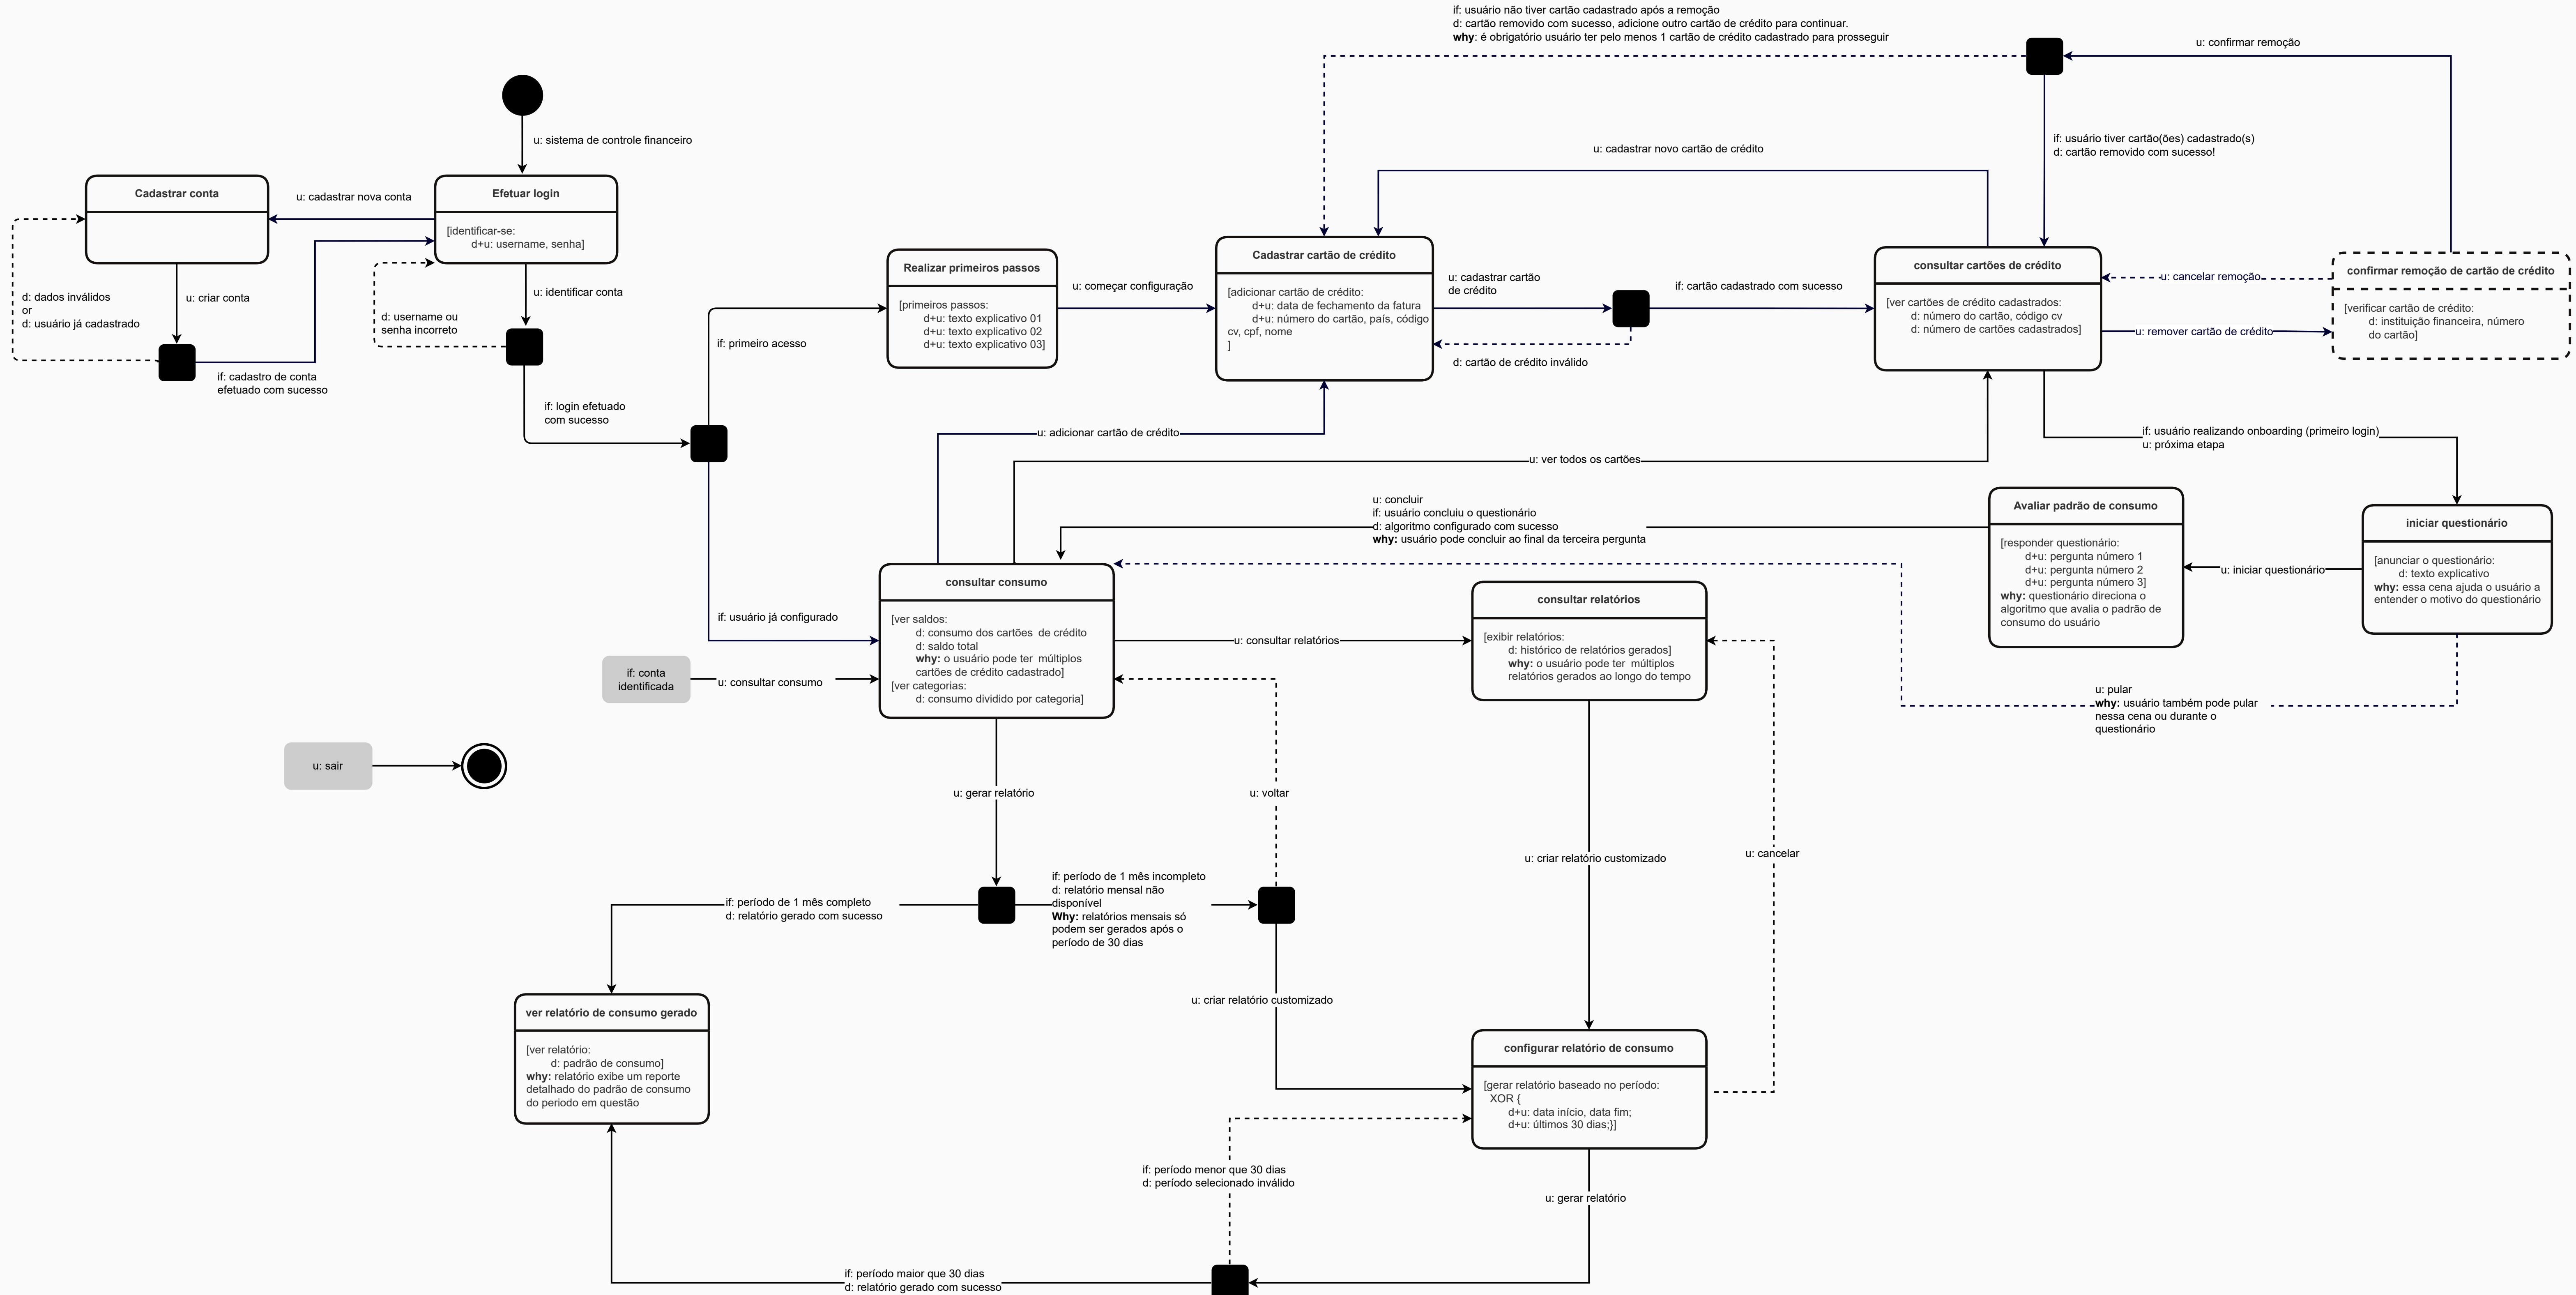 if: usuário não tiver cartão cadastrado após a remoção
d: cartão removido com sucesso, adicione outro cartão de crédito para continuar.
why: é obrigatório usuário ter pelo menos 1 cartão de crédito cadastrado para prosseguir
u: confirmar remoção
u: sistema de controle financeiro
if: usuário tiver cartão(ões) cadastrado(s)
d: cartão removido com sucesso!
u: cadastrar novo cartão de crédito
Cadastrar conta
u: cadastrar nova conta
Efetuar login
[identificar-se:
d+u: username, senha]
d: dados inválidos
or
d: usuário já cadastrado
u: criar conta
if: cadastro de conta
efetuado com sucesso
d: username ou
senha incorreto
u: identificar conta
if: login efetuado
com sucesso
if: primeiro acesso
Realizar primeiros passos
[primeiros passos:
d+u: texto explicativo 01
d+u: texto explicativo 02
d+u: texto explicativo 03]
u: começar configuração
Cadastrar cartão de crédito
[adicionar cartão de crédito:
d+u: data de fechamento da fatura
d+u: número do cartão, país, código
cv, cpf, nome
]
u: cadastrar cartão
de crédito
d: cartão de crédito inválido
if: cartão cadastrado com sucesso
consultar cartões de crédito
[ver cartões de crédito cadastrados:
d: número do cartão, código cv
d: número de cartões cadastrados]
u: cancelar remoção
u: remover cartão de crédito
confirmar remoção de cartão de crédito
[verificar cartão de crédito:
d: instituição financeira, número
do cartão]
u: adicionar cartão de crédito
u: ver todos os cartões
if: usuário realizando onboarding (primeiro login)
u: próxima etapa
u: concluir
if: usuário concluiu o questionário
d: algoritmo configurado com sucesso
why: usuário pode concluir ao final da terceira pergunta
Avaliar padrão de consumo
[responder questionário:
d+u: pergunta número 1
d+u: pergunta número 2
d+u: pergunta número 3]
why: questionário direciona o
algoritmo que avalia o padrão de
consumo do usuário
u: iniciar questionário
iniciar questionário
[anunciar o questionário:
d: texto explicativo
why: essa cena ajuda o usuário a
entender o motivo do questionário
if: usuário já configurado
if: conta
identificada
u: consultar consumo
consultar consumo
[ver saldos:
d: consumo dos cartões  de crédito
d: saldo total
why: o usuário pode ter  múltiplos
cartões de crédito cadastrado]
[ver categorias:
d: consumo dividido por categoria]
u: consultar relatórios
consultar relatórios
[exibir relatórios:
d: histórico de relatórios gerados]
why: o usuário pode ter  múltiplos
relatórios gerados ao longo do tempo
u: pular
why: usuário também pode pular
nessa cena ou durante o
questionário
u: sair
u: gerar relatório
u: voltar
u: criar relatório customizado
u: cancelar
if: período de 1 mês completo
d: relatório gerado com sucesso
if: período de 1 mês incompleto
d: relatório mensal não
disponível
Why: relatórios mensais só
podem ser gerados após o
período de 30 dias
u: criar relatório customizado
ver relatório de consumo gerado
[ver relatório:
d: padrão de consumo]
why: relatório exibe um reporte
detalhado do padrão de consumo
do periodo em questão
configurar relatório de consumo
[gerar relatório baseado no período:
XOR {
d+u: data início, data fim;
d+u: últimos 30 dias;}]
if: período menor que 30 dias
d: período selecionado inválido
u: gerar relatório
if: período maior que 30 dias
d: relatório gerado com sucesso